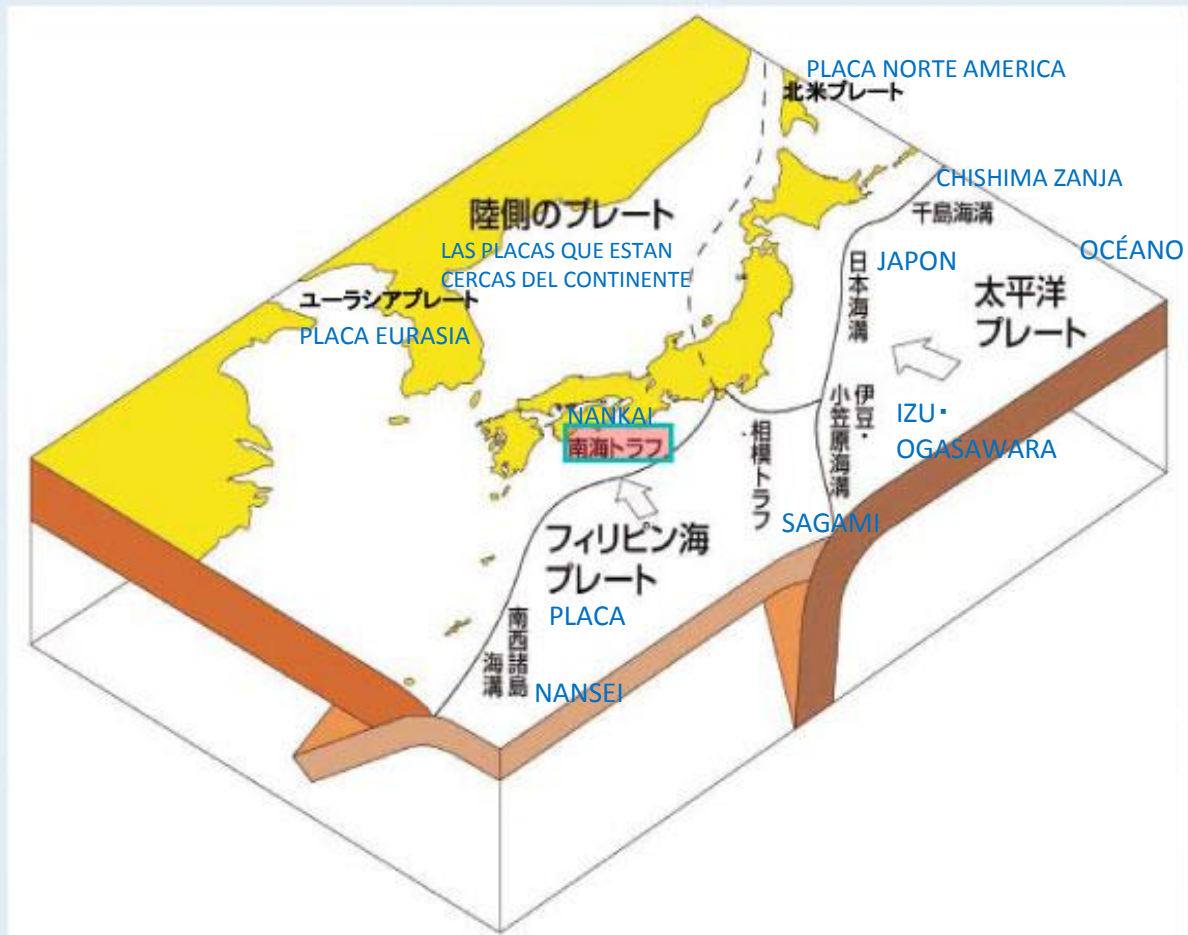 PLACA NORTE AMERICA
北米プレート
CHISHIMA ZANJA
千島海溝
陸側のプレート
LAS PLACAS QUE ESTAN
CERCAS DEL CONTINENTE
日本海溝
JAPON
OCÉANO
太平洋
プレート
ユーラシアプレート
PLACA EURASIA
NANKAI
南海トラフ
相模トラフ
SAGAMI
伊豆・
小笠原海溝
IZU・
OGASAWARA
フィリピン海
プレート
PLACA
南西諸島
海溝
NANSEI